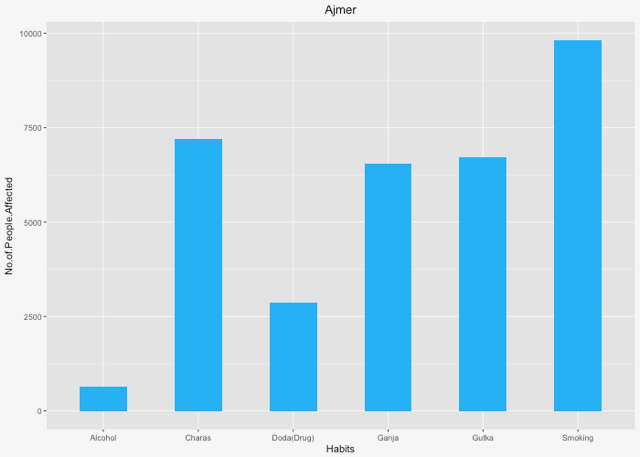 Ajmer
10000
7500
5000
2500
0
No.of.People.Affected
Alcohol Charas Doda(Drug) Ganja Gutka Smoking
Habits